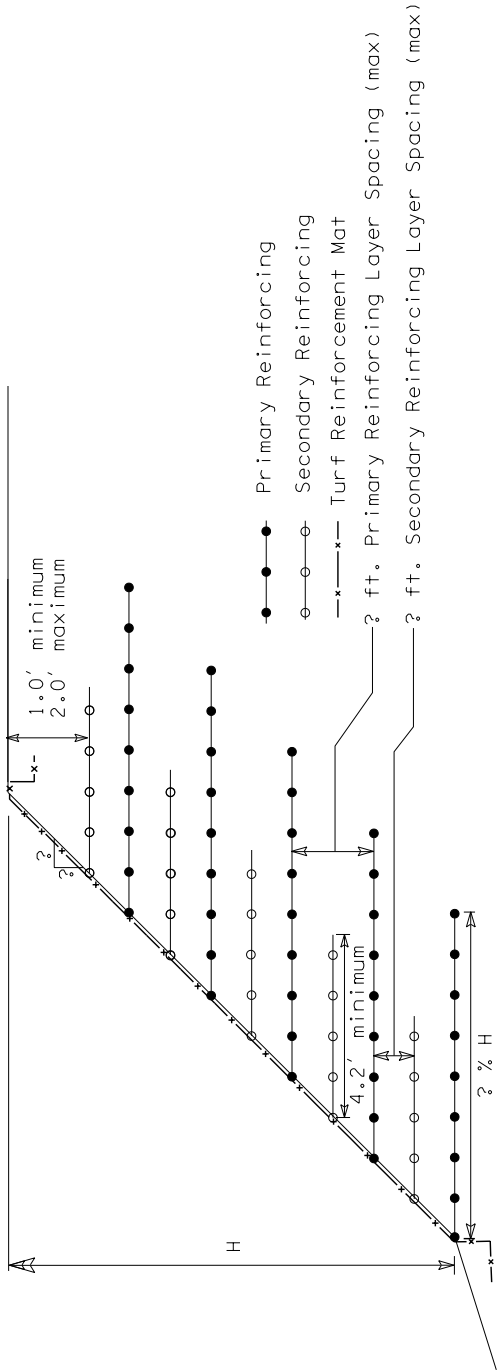 1.0' minimum
2.0' maximum
?
?
Primary Reinforcing
Secondary Reinforcing
Turf Reinforcement Mat
? ft. Primary Reinforcing Layer Spacing (max)
? ft. Secondary Reinforcing Layer Spacing (max)
4.2' minimum
H
? % H